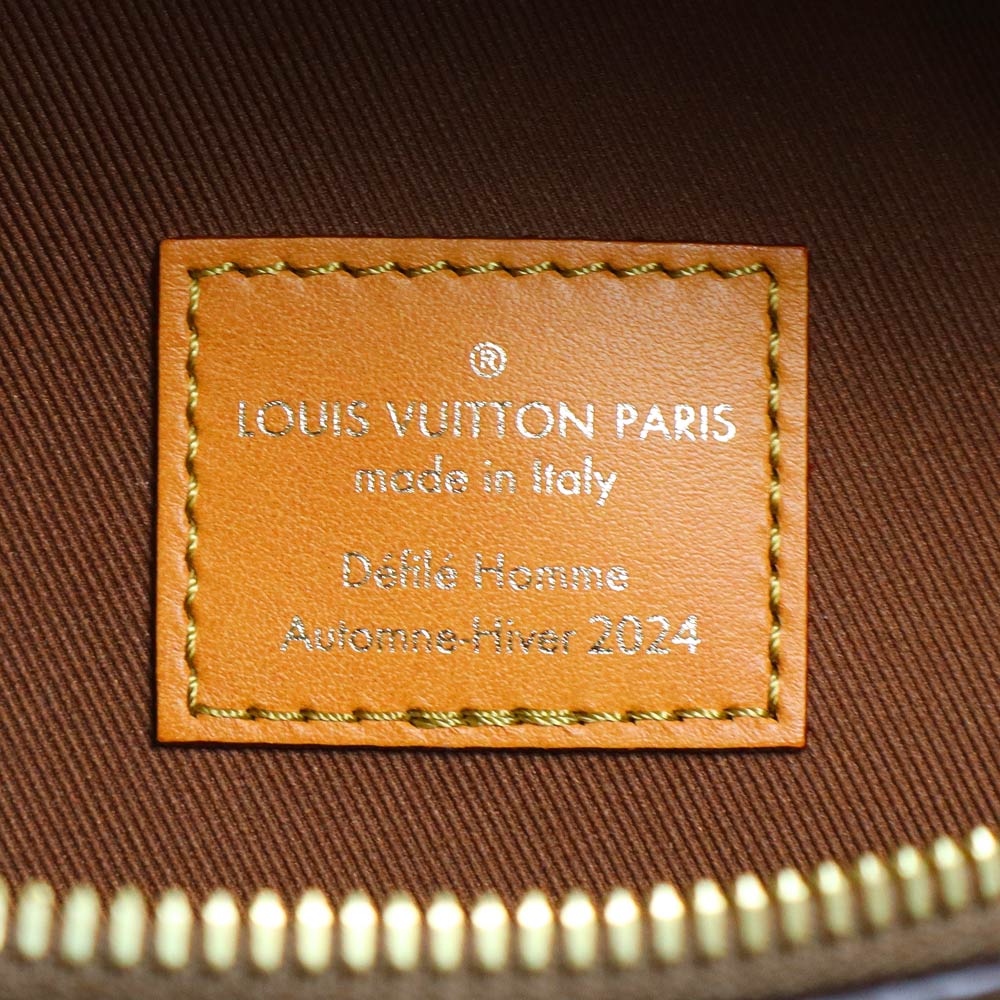 ®
LOUIS VUITTON PARIS
made in Italy
Défilé Homme
Automne-Hiver 2024